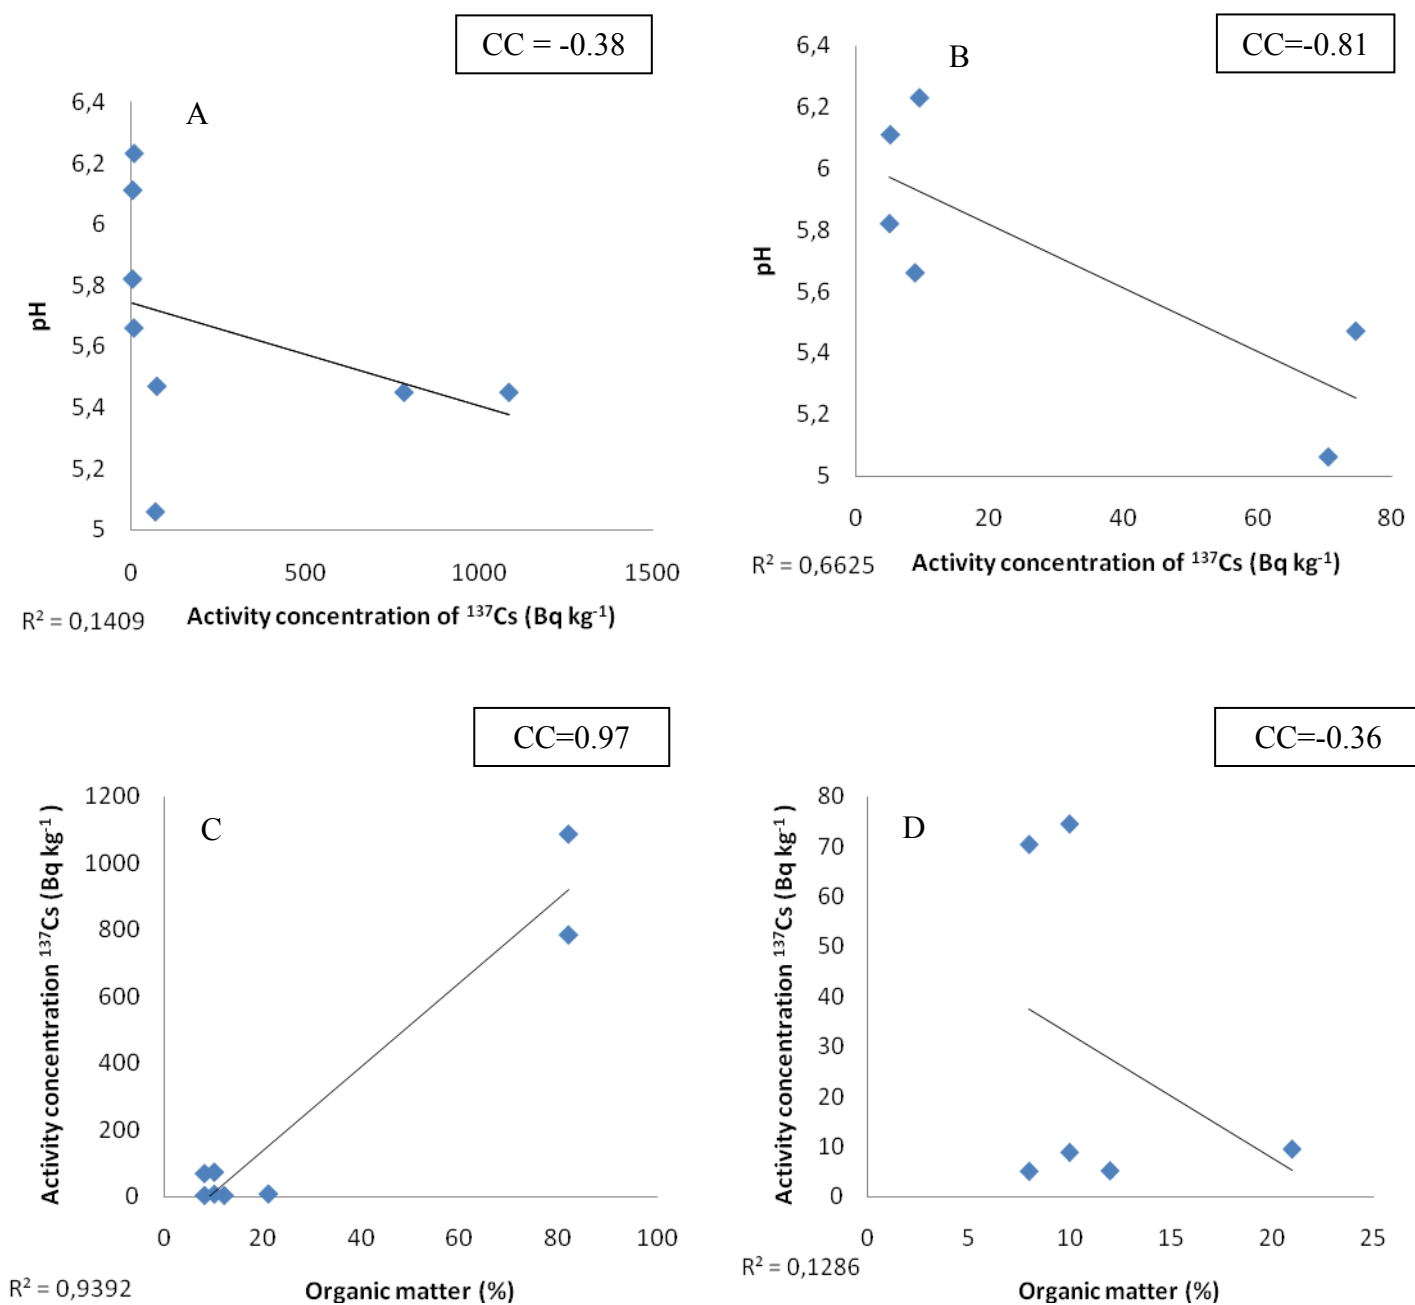 CC = -0.38
A
6,4
6,2
6
5,8
5,6
5,4
5,2
5
pH
0
500
1000
1500
Activity concentration of ¹³⁷Cs (Bq kg⁻¹)
R² = 0,1409
CC=-0.81
B
6,4
6,2
6
5,8
5,6
5,4
5,2
5
pH
0
20
40
60
80
Activity concentration of ¹³⁷Cs (Bq kg⁻¹)
R² = 0,6625
CC=0.97
C
1200
1000
800
600
400
200
0
Activity concentration ¹³⁷Cs (Bq kg⁻¹ )
0
20
40
60
80
100
Organic matter (%)
R² = 0,9392
CC=-0.36
D
80
70
60
50
40
30
20
10
0
Activity concentration ¹³⁷Cs (Bq kg⁻¹)
0
5
10
15
20
25
Organic matter (%)
R² = 0,1286